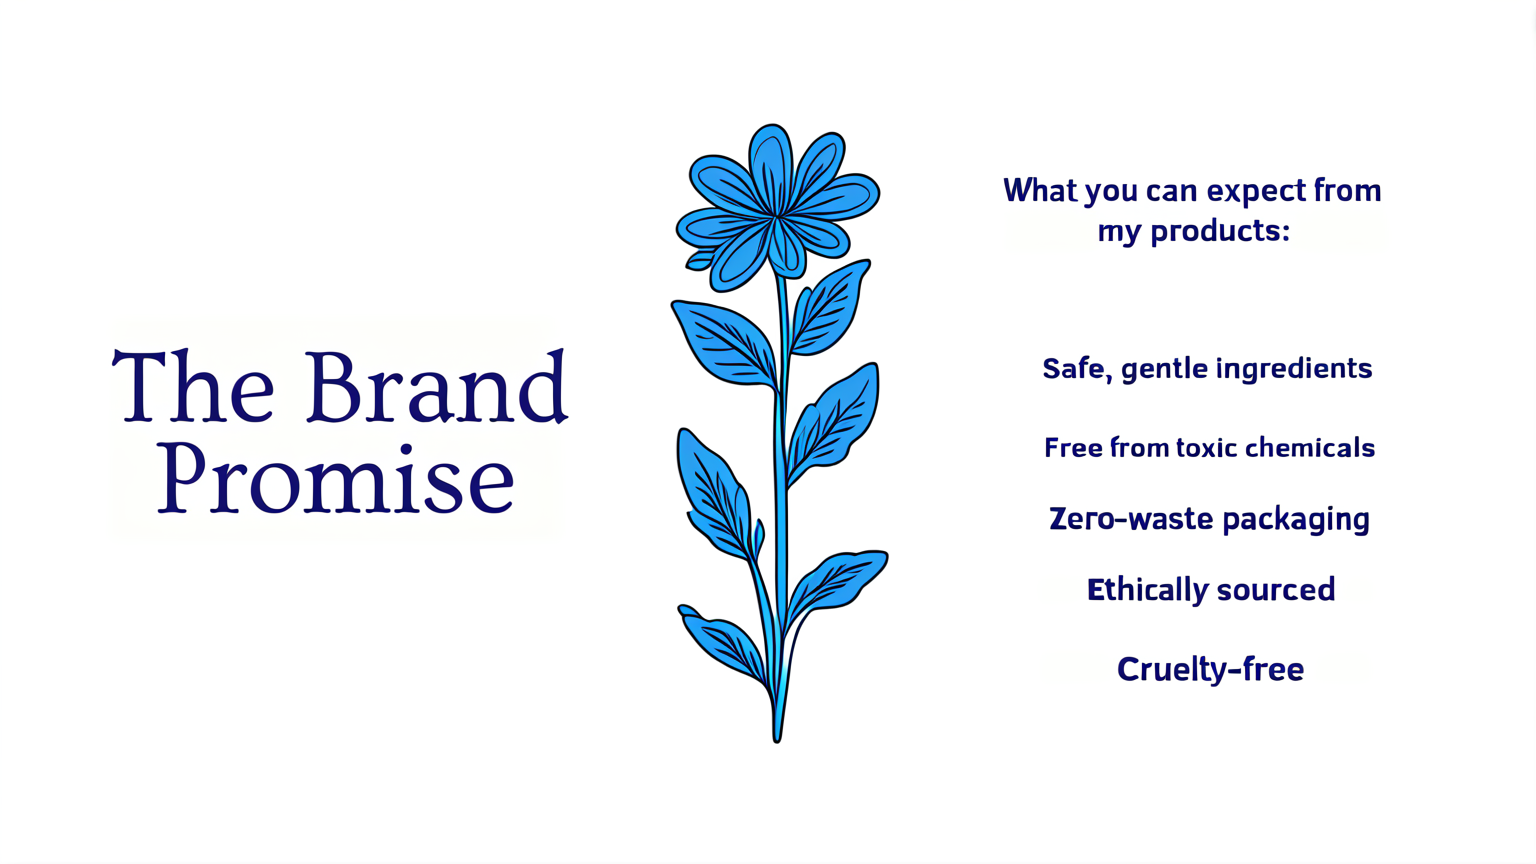 The Brand
Promise
What you can expect from
my products:
Safe, gentle ingredients
Free from toxic chemicals
Zero-waste packaging
Ethically sourced
Cruelty-free